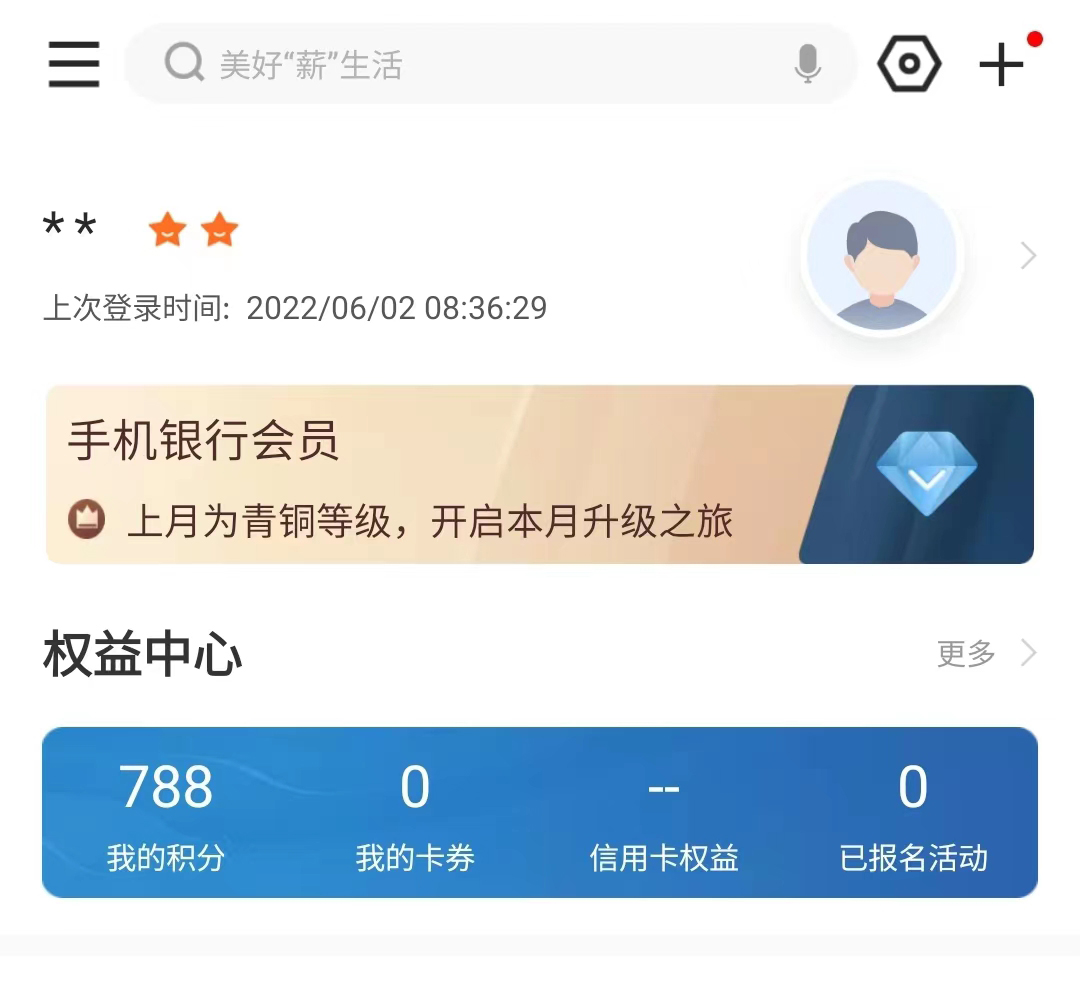 美好“薪”生活
**
上次登录时间: 2022/06/02 08:36:29
手机银行会员
上月为青铜等级，开启本月升级之旅
权益中心
更多
788 0 -- 0
我的积分 我的卡券 信用卡权益 已报名活动